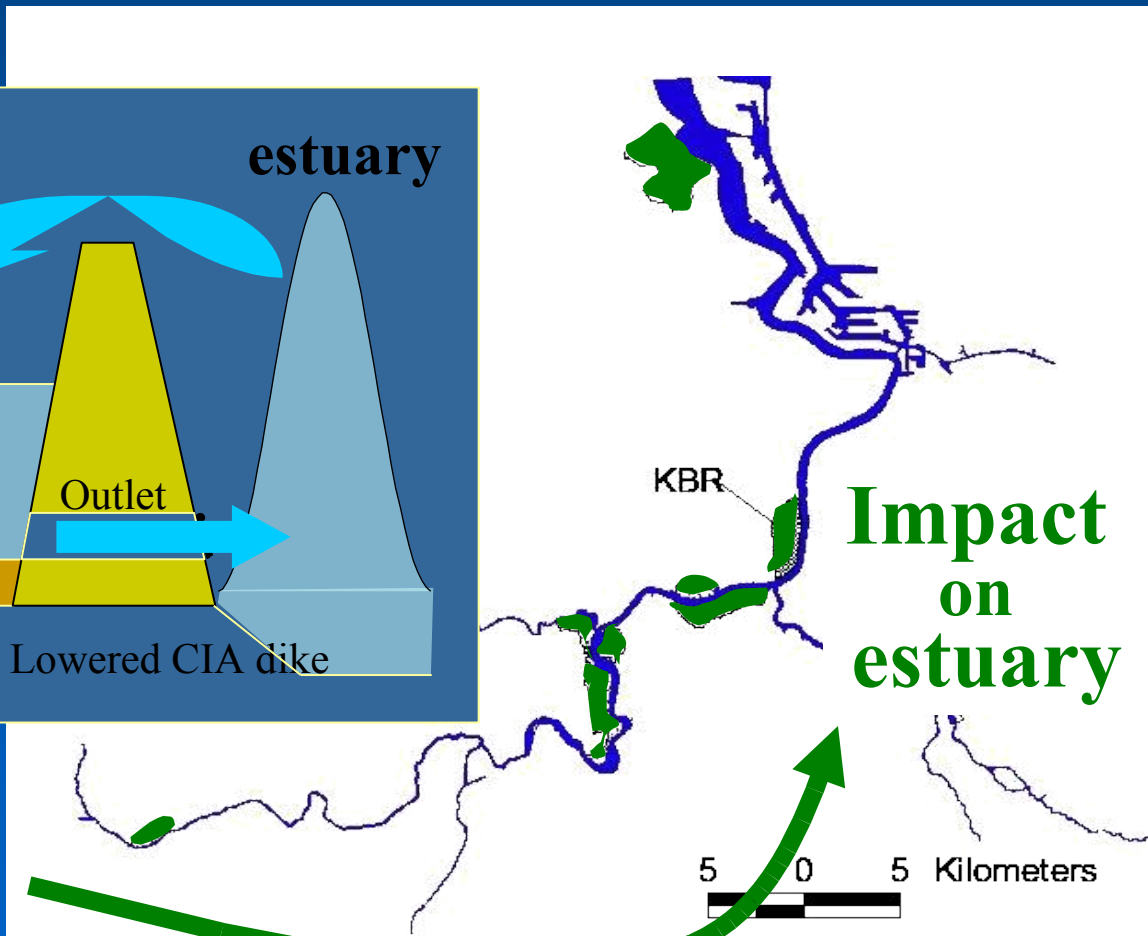 estuary
Outlet
Lowered CIA dike
KBR
Impact
on
estuary
5 0 5 Kilometers